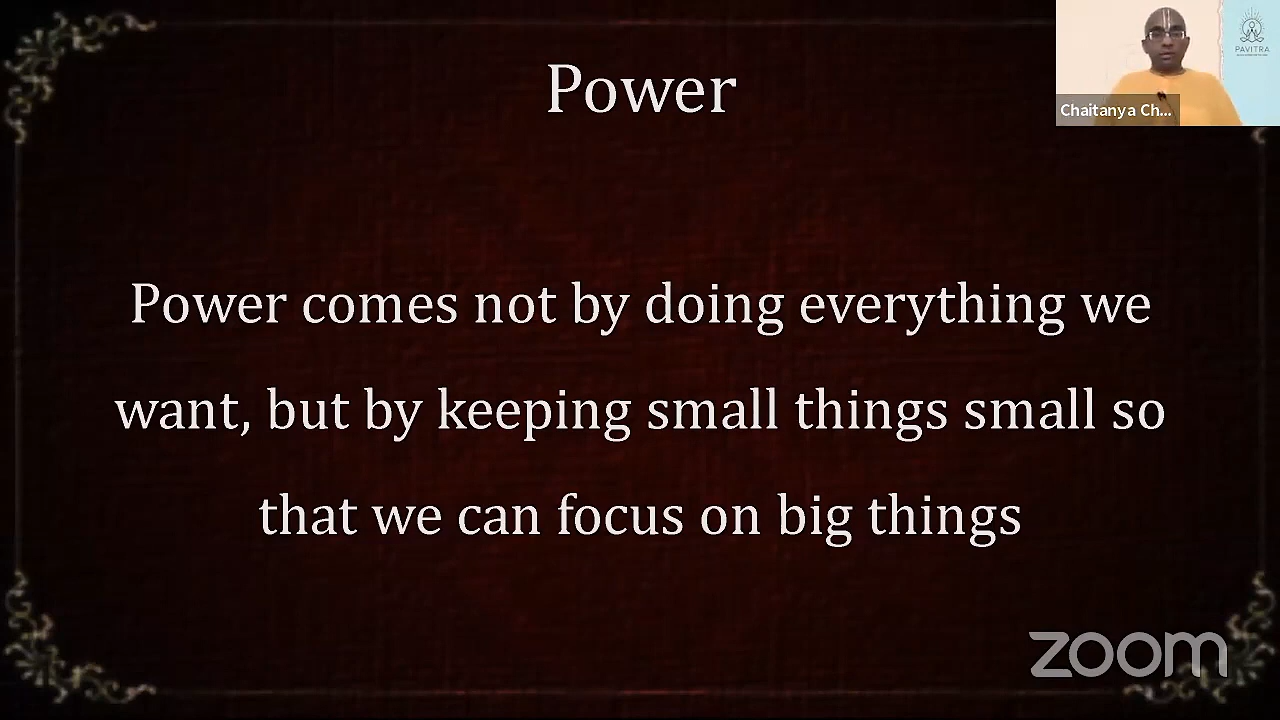 Power
PAVITRA
Chaitanya Ch...
Power comes not by doing everything we
want, but by keeping small things small so
that we can focus on big things
zoom